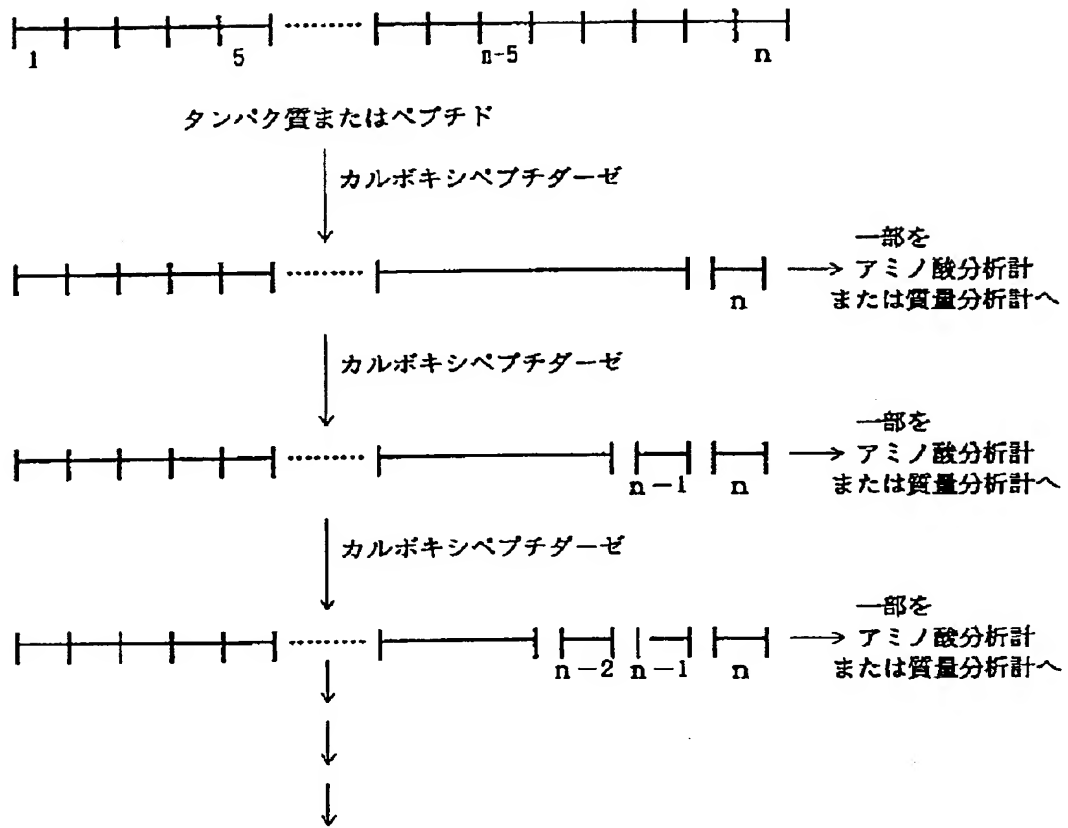 1 5 n-5 n
タンパク質またはペプチド
カルボキシペプチダーゼ
一部を
アミノ酸分析計
または質量分析計へ
n
カルボキシペプチダーゼ
一部を
アミノ酸分析計
または質量分析計へ
n-1 n
カルボキシペプチダーゼ
一部を
アミノ酸分析計
または質量分析計へ
n-2 n-1 n